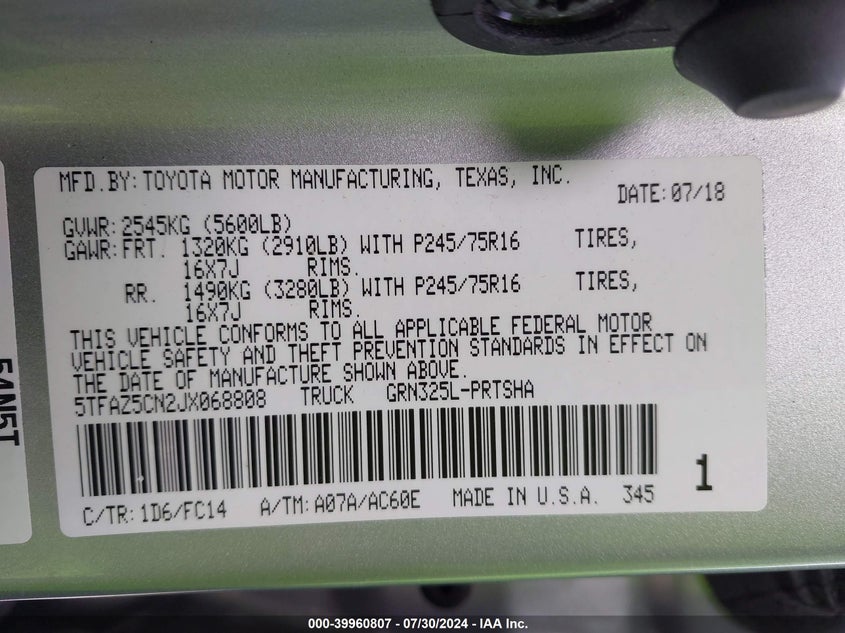 MFD.BY:TOYOTA MOTOR MANUFACTURING, TEXAS, INC.
DATE:07/18
GVWR:2545KG (5600LB)
GAWR:FRT. 1320KG (2910LB) WITH P245/75R16 TIRES,
16X7J RIMS.
RR. 1490KG (3280LB) WITH P245/75R16 TIRES,
16X7J RIMS.
THIS VEHICLE CONFORMS TO ALL APPLICABLE FEDERAL MOTOR
VEHICLE SAFETY AND THEFT PREVENTION STANDARDS IN EFFECT ON
THE DATE OF MANUFACTURE SHOWN ABOVE.
5TFAZ5CN2JX068808 TRUCK GRN325L-PRTSHA
C/TR:1D6/FC14 A/TM:A07A/AC60E MADE IN U.S.A. 345 1
54N5T
000-39960807 - 07/30/2024 - IAA Inc.